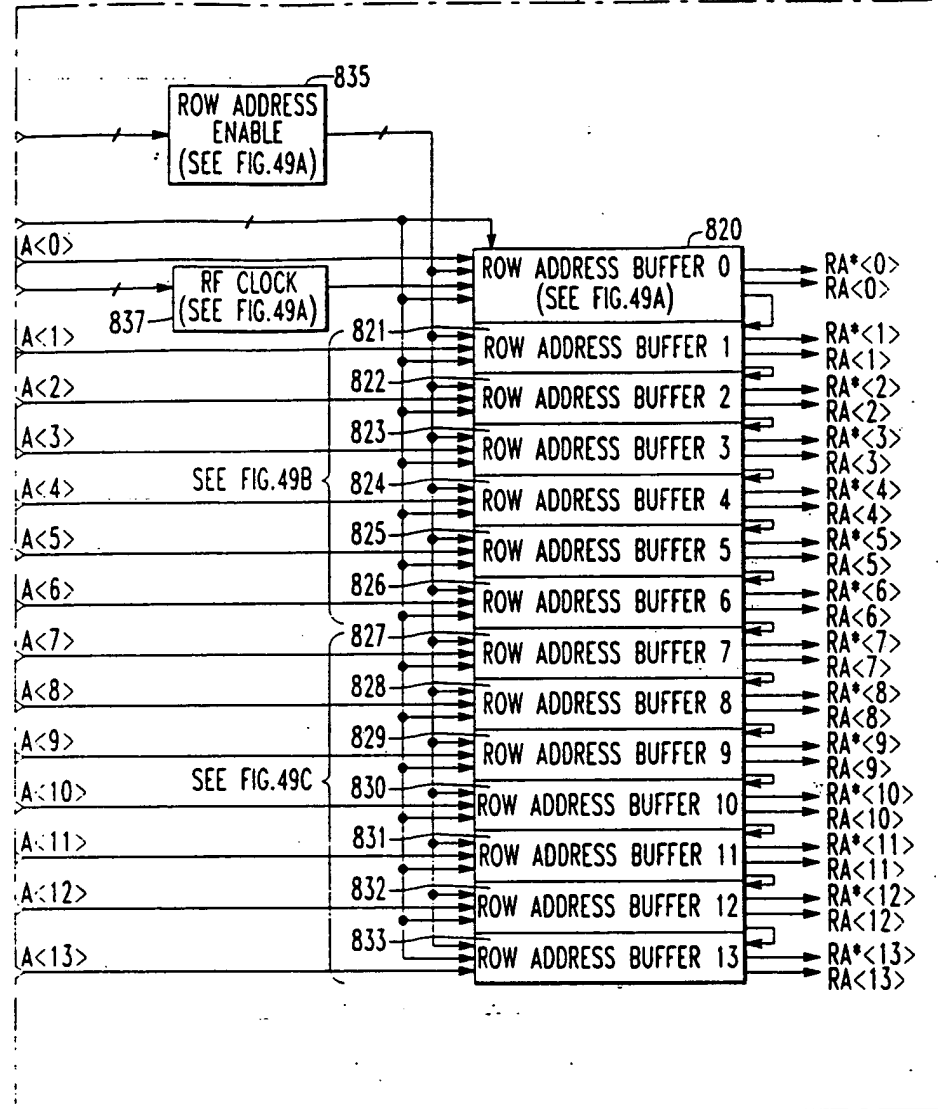 835
ROW ADDRESS
ENABLE
(SEE FIG.49A)
820
A<0>
ROW ADDRESS BUFFER 0
(SEE FIG.49A)
RA*<0>
RA<0>
RF CLOCK
(SEE FIG.49A)
837
A<1>
821
ROW ADDRESS BUFFER 1
RA*<1>
RA<1>
A<2>
822
ROW ADDRESS BUFFER 2
RA*<2>
RA<2>
A<3>
823
ROW ADDRESS BUFFER 3
RA*<3>
RA<3>
SEE FIG.49B
A<4>
824
ROW ADDRESS BUFFER 4
RA*<4>
RA<4>
A<5>
825
ROW ADDRESS BUFFER 5
RA*<5>
RA<5>
A<6>
826
ROW ADDRESS BUFFER 6
RA*<6>
RA<6>
A<7>
827
ROW ADDRESS BUFFER 7
RA*<7>
RA<7>
A<8>
828
ROW ADDRESS BUFFER 8
RA*<8>
RA<8>
A<9>
829
ROW ADDRESS BUFFER 9
RA*<9>
RA<9>
SEE FIG.49C
A<10>
830
ROW ADDRESS BUFFER 10
RA*<10>
RA<10>
A<11>
831
ROW ADDRESS BUFFER 11
RA*<11>
RA<11>
A<12>
832
ROW ADDRESS BUFFER 12
RA*<12>
RA<12>
A<13>
833
ROW ADDRESS BUFFER 13
RA*<13>
RA<13>